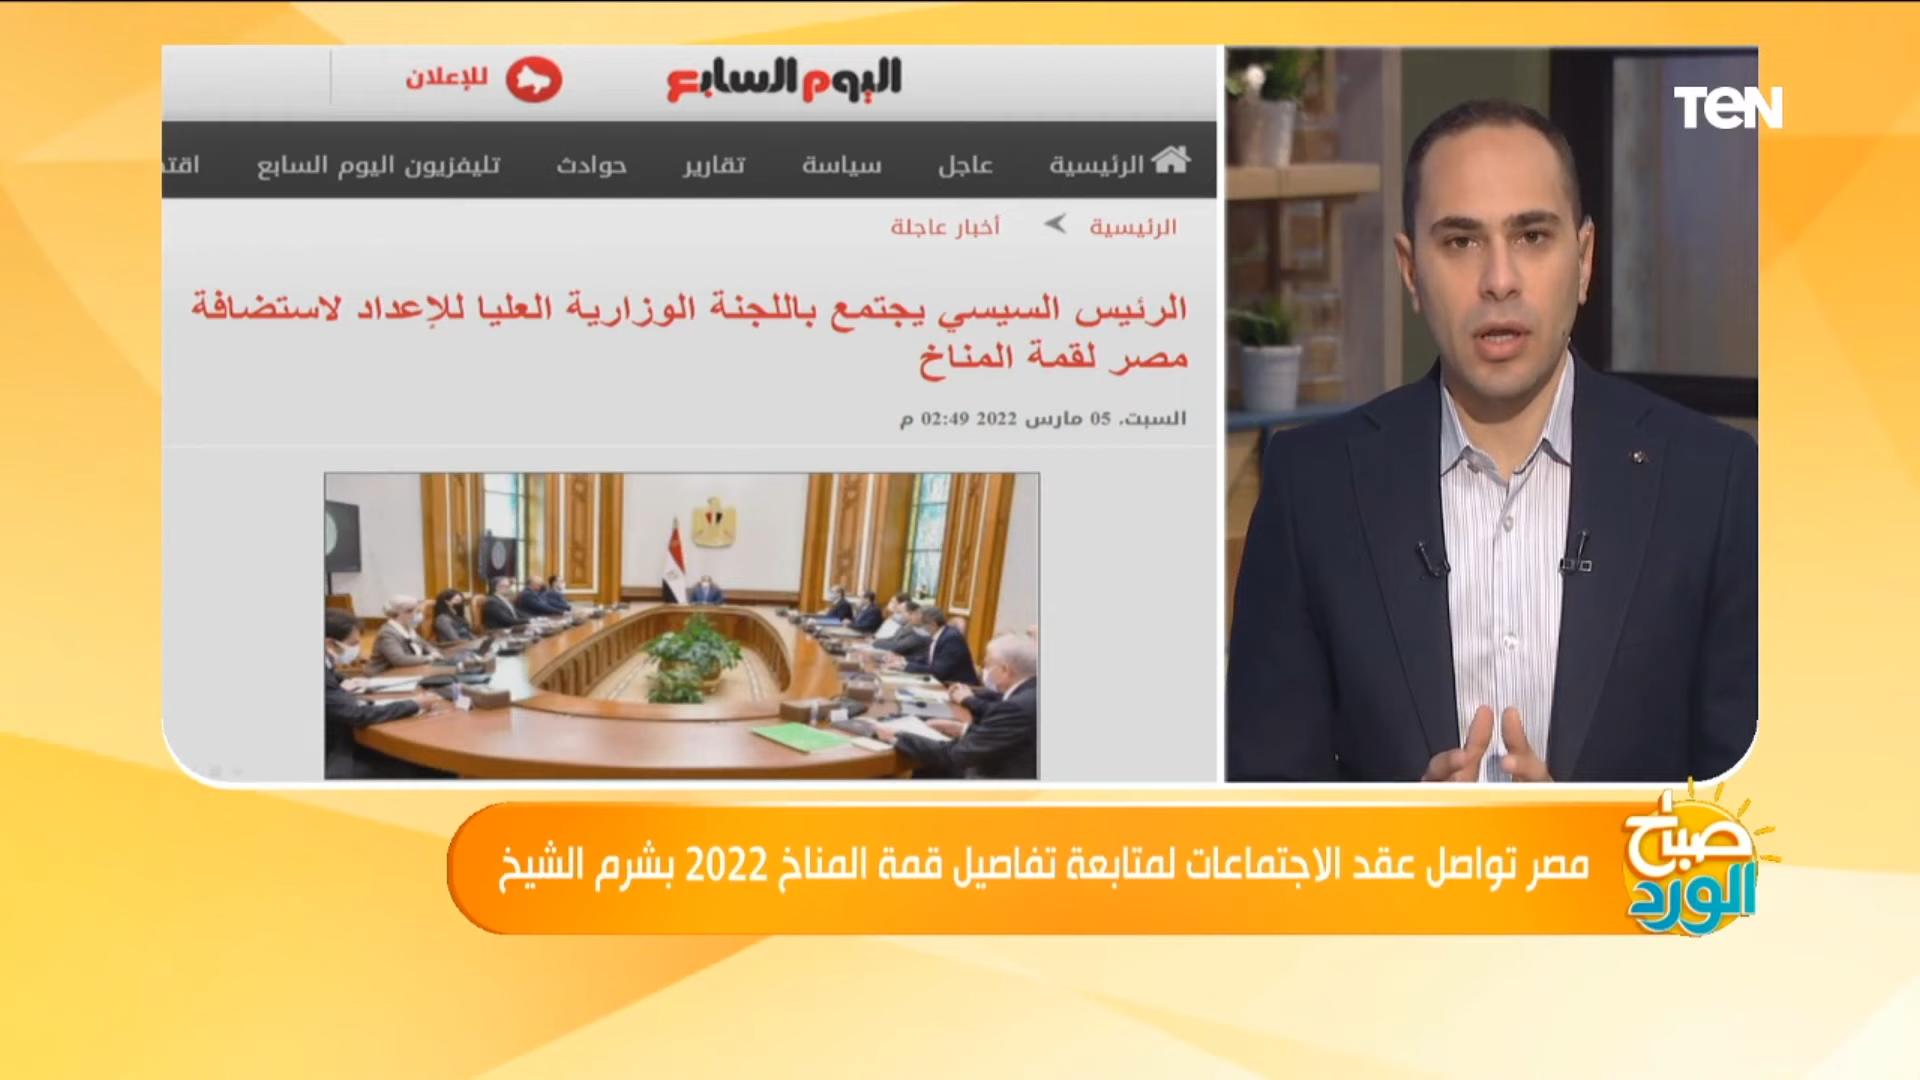 TEN
اليوم السابع
للإعلان
الرئيسية عاجل سياسة تقارير حوادث تليفزيون اليوم السابع
الرئيسية أخبار عاجلة
الرئيس السيسي يجتمع باللجنة الوزارية العليا للإعداد لاستضافة
مصر لقمة المناخ
السبت، 05 مارس 2022 02:49 م
مصر تواصل عقد الاجتماعات لمتابعة تفاصيل قمة المناخ 2022 بشرم الشيخ
صباح
الورد